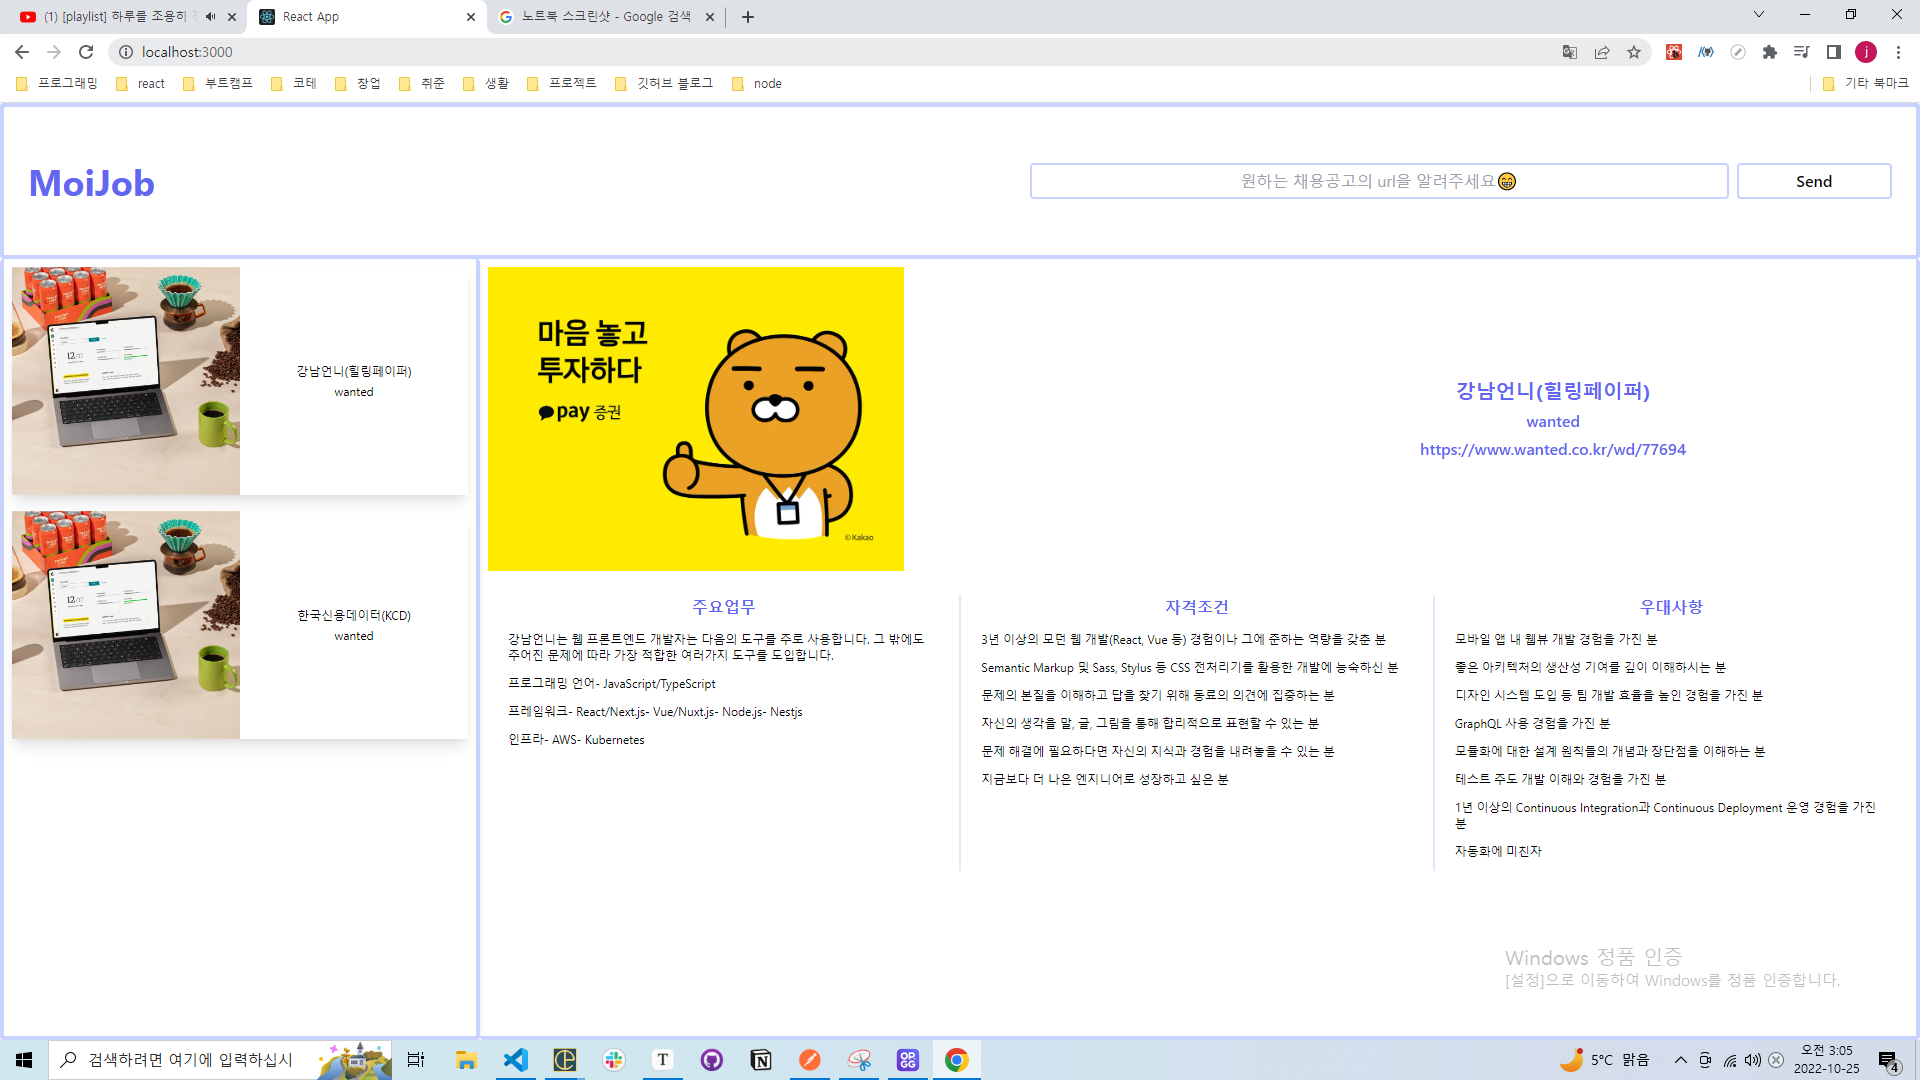 (1) [playlist] 하루를 조용히
React App
노트북 스크린샷 - Google 검색
localhost:3000
프로그래밍
react
부트캠프
코테
창업
취준
생활
프로젝트
깃허브 블로그
node
기타 북마크
MoiJob
원하는 채용공고의 url을 알려주세요😁
Send
강남언니(힐링페이퍼)
wanted
한국신용데이터(KCD)
wanted
마음 놓고
투자하다
pay 증권
© Kakao
강남언니(힐링페이퍼)
wanted
https://www.wanted.co.kr/wd/77694
주요업무
강남언니는 웹 프론트엔드 개발자는 다음의 도구를 주로 사용합니다. 그 밖에도
주어진 문제에 따라 가장 적합한 여러가지 도구를 도입합니다.
프로그래밍 언어- JavaScript/TypeScript
프레임워크- React/Next.js- Vue/Nuxt.js- Node.js- Nestjs
인프라- AWS- Kubernetes
자격조건
3년 이상의 모던 웹 개발(React, Vue 등) 경험이나 그에 준하는 역량을 갖춘 분
Semantic Markup 및 Sass, Stylus 등 CSS 전처리기를 활용한 개발에 능숙하신 분
문제의 본질을 이해하고 답을 찾기 위해 동료의 의견에 집중하는 분
자신의 생각을 말, 글, 그림을 통해 합리적으로 표현할 수 있는 분
문제 해결에 필요하다면 자신의 지식과 경험을 내려놓을 수 있는 분
지금보다 더 나은 엔지니어로 성장하고 싶은 분
우대사항
모바일 앱 내 웹뷰 개발 경험을 가진 분
좋은 아키텍처의 생산성 기여를 깊이 이해하시는 분
디자인 시스템 도입 등 팀 개발 효율을 높인 경험을 가진 분
GraphQL 사용 경험을 가진 분
모듈화에 대한 설계 원칙들의 개념과 장단점을 이해하는 분
테스트 주도 개발 이해와 경험을 가진 분
1년 이상의 Continuous Integration과 Continuous Deployment 운영 경험을 가진
분
자동화에 미친자
Windows 정품 인증
[설정]으로 이동하여 Windows를 정품 인증합니다.
검색하려면 여기에 입력하십시
5°C 맑음
오전 3:05
2022-10-25
4